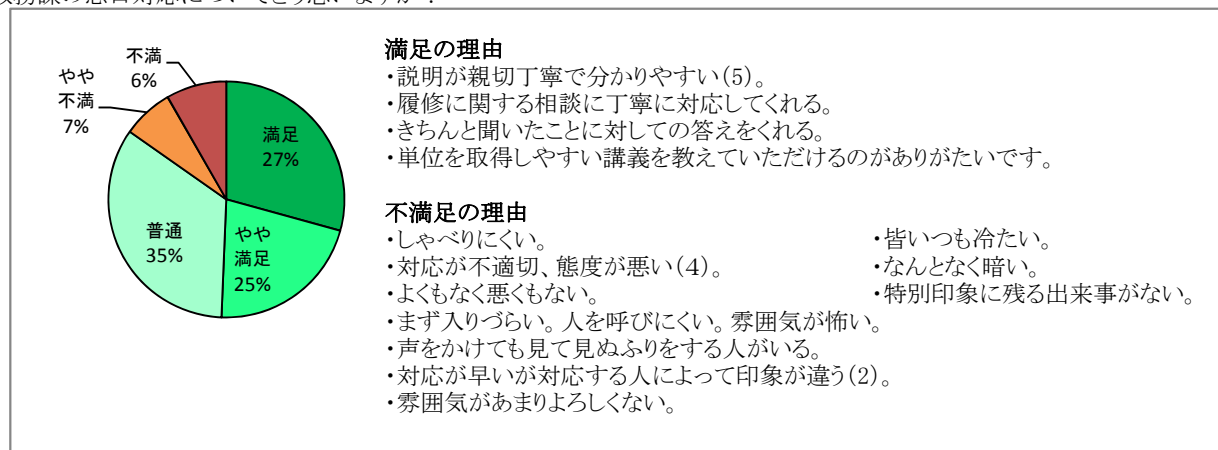 不満
6%
やや
不満
7%
満足
27%
普通
35%
やや
満足
25%
満足の理由
・説明が親切丁寧で分かりやすい(5)。
・履修に関する相談に丁寧に対応してくれる。
・きちんと聞いたことに対しての答えをくれる。
・単位を取得しやすい講義を教えていただけるのがありがたいです。
不満足の理由
・しゃべりにくい。
・対応が不適切、態度が悪い(4)。
・よくもなく悪くもない。
・皆いつも冷たい。
・なんとなく暗い。
・特別印象に残る出来事がない。
・まず入りづらい。人を呼びにくい。雰囲気が怖い。
・声をかけても見て見ぬふりをする人がいる。
・対応が早いが対応する人によって印象が違う(2)。
・雰囲気があまりよろしくない。